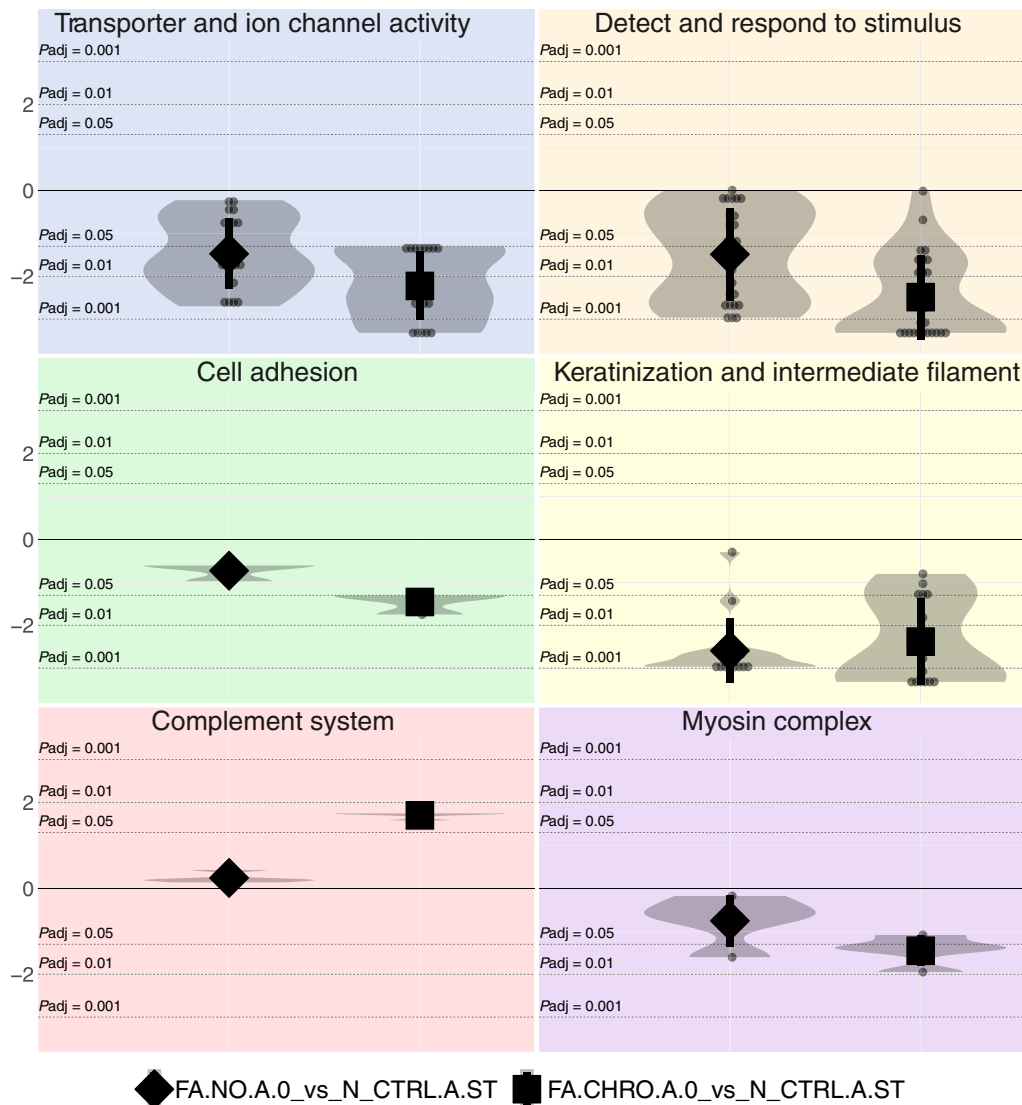 Transporter and ion channel activity
Padj = 0.001
Padj = 0.01
2
Padj = 0.05
0
Padj = 0.05
Padj = 0.01
−2
Padj = 0.001
Detect and respond to stimulus
Padj = 0.001
Padj = 0.01
Padj = 0.05
Padj = 0.05
Padj = 0.01
Padj = 0.001
Cell adhesion
Padj = 0.001
Padj = 0.01
2
Padj = 0.05
0
Padj = 0.05
Padj = 0.01
−2
Padj = 0.001
Keratinization and intermediate filament
Padj = 0.001
Padj = 0.01
Padj = 0.05
Padj = 0.05
Padj = 0.01
Padj = 0.001
Complement system
Padj = 0.001
Padj = 0.01
2
Padj = 0.05
0
Padj = 0.05
Padj = 0.01
−2
Padj = 0.001
Myosin complex
Padj = 0.001
Padj = 0.01
Padj = 0.05
Padj = 0.05
Padj = 0.01
Padj = 0.001
FA.NO.A.0_vs_N_CTRL.A.ST FA.CHRO.A.0_vs_N_CTRL.A.ST